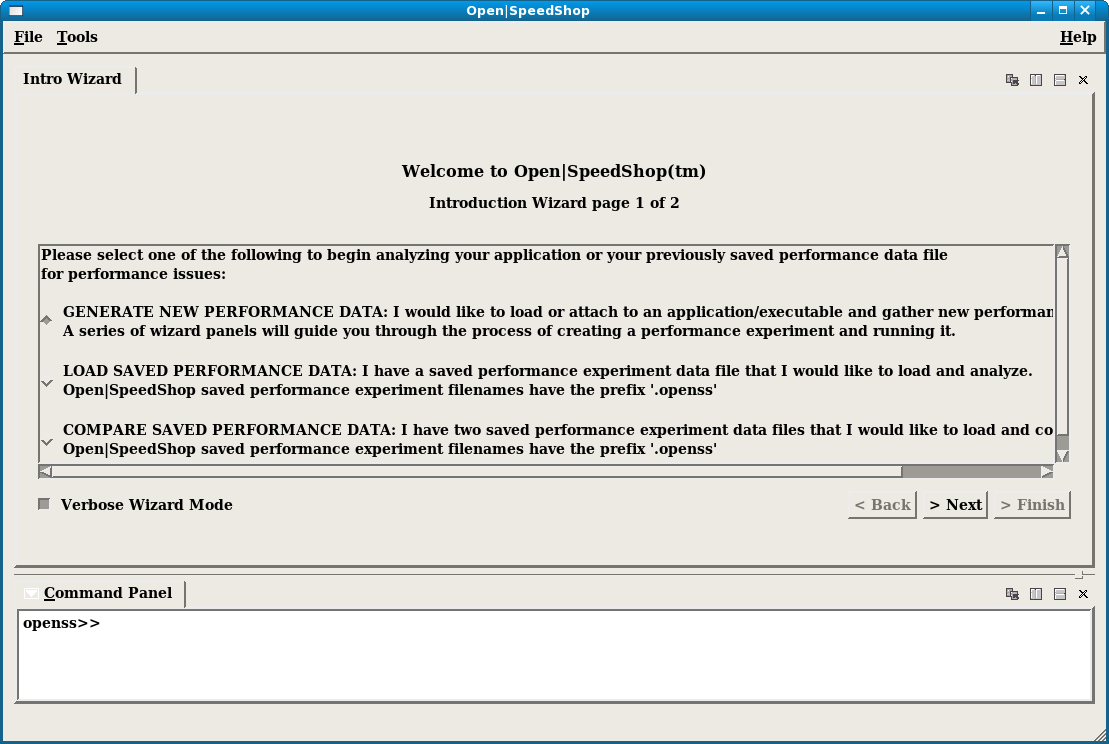 Open|SpeedShop
File Tools Help
Intro Wizard
Welcome to Open|SpeedShop(tm)
Introduction Wizard page 1 of 2
Please select one of the following to begin analyzing your application or your previously saved performance data file
for performance issues:
GENERATE NEW PERFORMANCE DATA: I would like to load or attach to an application/executable and gather new performan
A series of wizard panels will guide you through the process of creating a performance experiment and running it.
LOAD SAVED PERFORMANCE DATA: I have a saved performance experiment data file that I would like to load and analyze.
Open|SpeedShop saved performance experiment filenames have the prefix '.openss'
COMPARE SAVED PERFORMANCE DATA: I have two saved performance experiment data files that I would like to load and co
Open|SpeedShop saved performance experiment filenames have the prefix '.openss'
Verbose Wizard Mode < Back > Next > Finish
Command Panel
openss>>